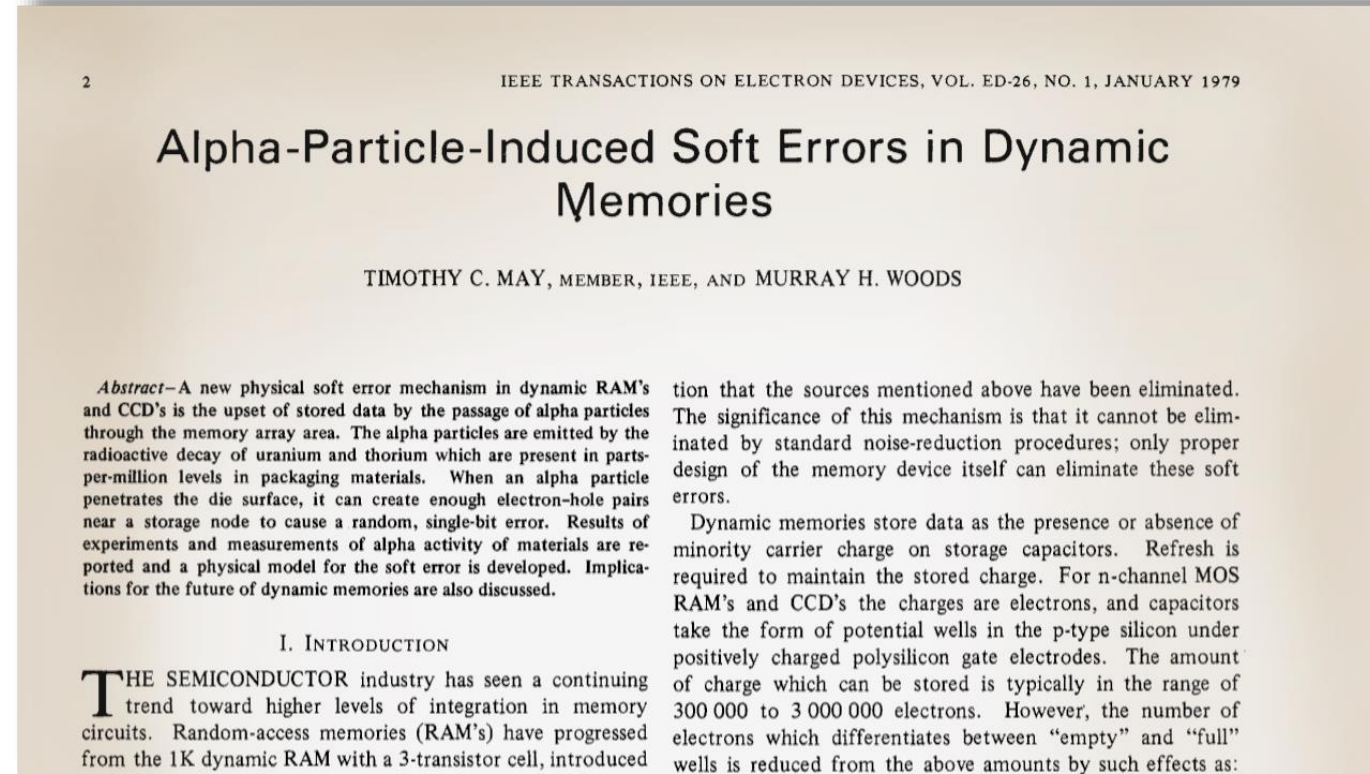 2
IEEE TRANSACTIONS ON ELECTRON DEVICES, VOL. ED-26, NO. 1, JANUARY 1979
Alpha-Particle-Induced Soft Errors in Dynamic
Memories
TIMOTHY C. MAY, MEMBER, IEEE, AND MURRAY H. WOODS
Abstract–A new physical soft error mechanism in dynamic RAM's
and CCD's is the upset of stored data by the passage of alpha particles
through the memory array area. The alpha particles are emitted by the
radioactive decay of uranium and thorium which are present in parts-
per-million levels in packaging materials. When an alpha particle
penetrates the die surface, it can create enough electron-hole pairs
near a storage node to cause a random, single-bit error. Results of
experiments and measurements of alpha activity of materials are re-
ported and a physical model for the soft error is developed. Implica-
tions for the future of dynamic memories are also discussed.
I. INTRODUCTION
THE SEMICONDUCTOR industry has seen a continuing
trend toward higher levels of integration in memory
circuits. Random-access memories (RAM's) have progressed
from the 1K dynamic RAM with a 3-transistor cell, introduced
tion that the sources mentioned above have been eliminated.
The significance of this mechanism is that it cannot be elim-
inated by standard noise-reduction procedures; only proper
design of the memory device itself can eliminate these soft
errors.
Dynamic memories store data as the presence or absence of
minority carrier charge on storage capacitors. Refresh is
required to maintain the stored charge. For n-channel MOS
RAM's and CCD's the charges are electrons, and capacitors
take the form of potential wells in the p-type silicon under
positively charged polysilicon gate electrodes. The amount
of charge which can be stored is typically in the range of
300 000 to 3 000 000 electrons. However, the number of
electrons which differentiates between "empty" and "full"
wells is reduced from the above amounts by such effects as: